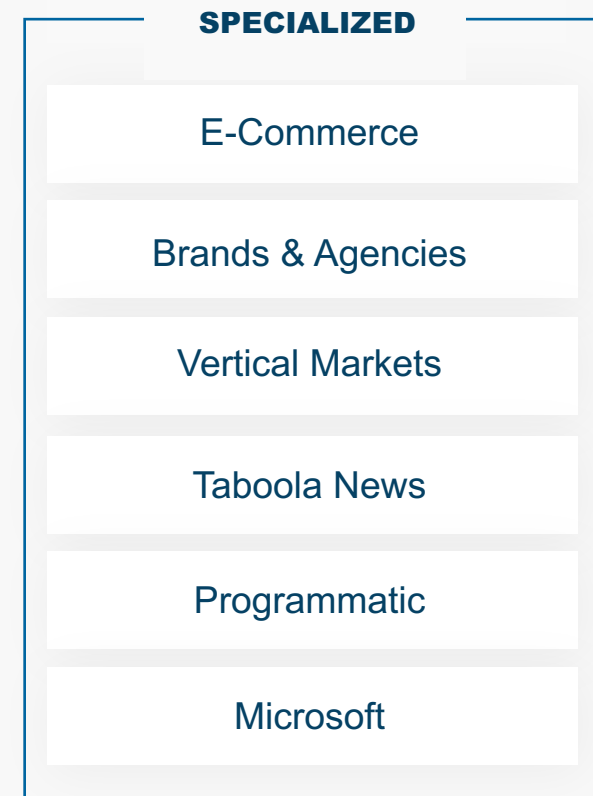 SPECIALIZED
E-Commerce
Brands & Agencies
Vertical Markets
Taboola News
Programmatic
Microsoft